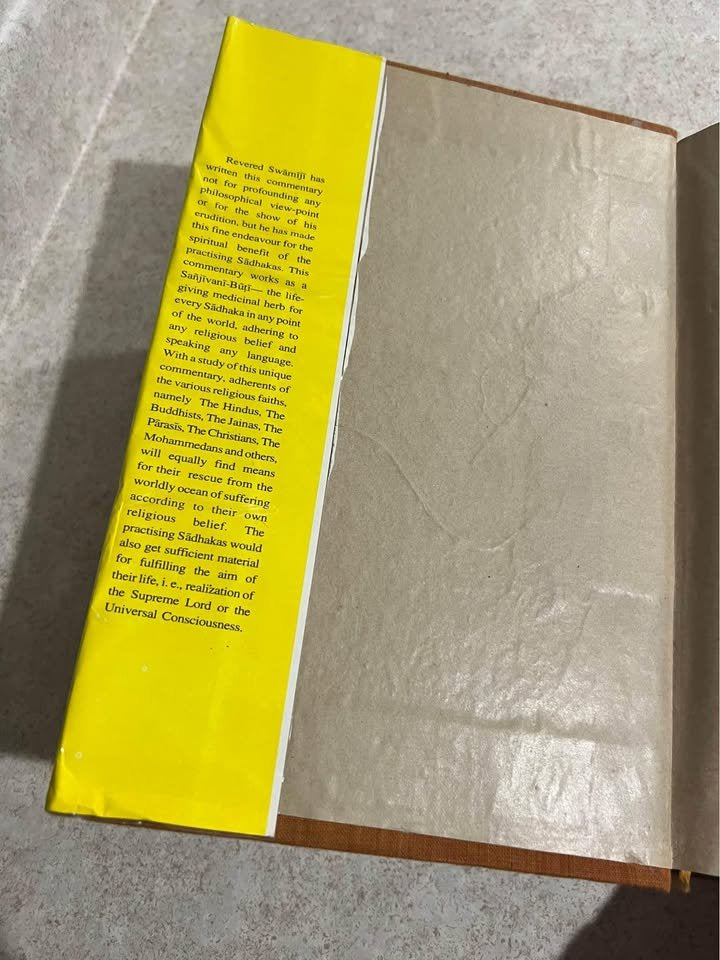 Revered Swāmījī has
written this commentary
not for profounding any
philosophical view-point
or for the show of his
erudition, but he has made
this fine endeavour for the
spiritual benefit of the
practising Sādhakas. This
commentary works as a
Sañjivanī-Būṭī— the life-
giving medicinal herb for
every Sādhaka in any point
of the world, adhering to
any religious belief and
speaking any language.
With a study of this unique
commentary, adherents of
the various religious faiths,
namely The Hindus, The
Buddhists, The Jainas, The
Pārasīs, The Christians, The
Mohammedans and others,
will equally find means
for their rescue from the
worldly ocean of suffering
according to their own
religious belief. The
practising Sādhakas would
also get sufficient material
for fulfilling the aim of
their life, i. e., realization of
the Supreme Lord or the
Universal Consciousness.